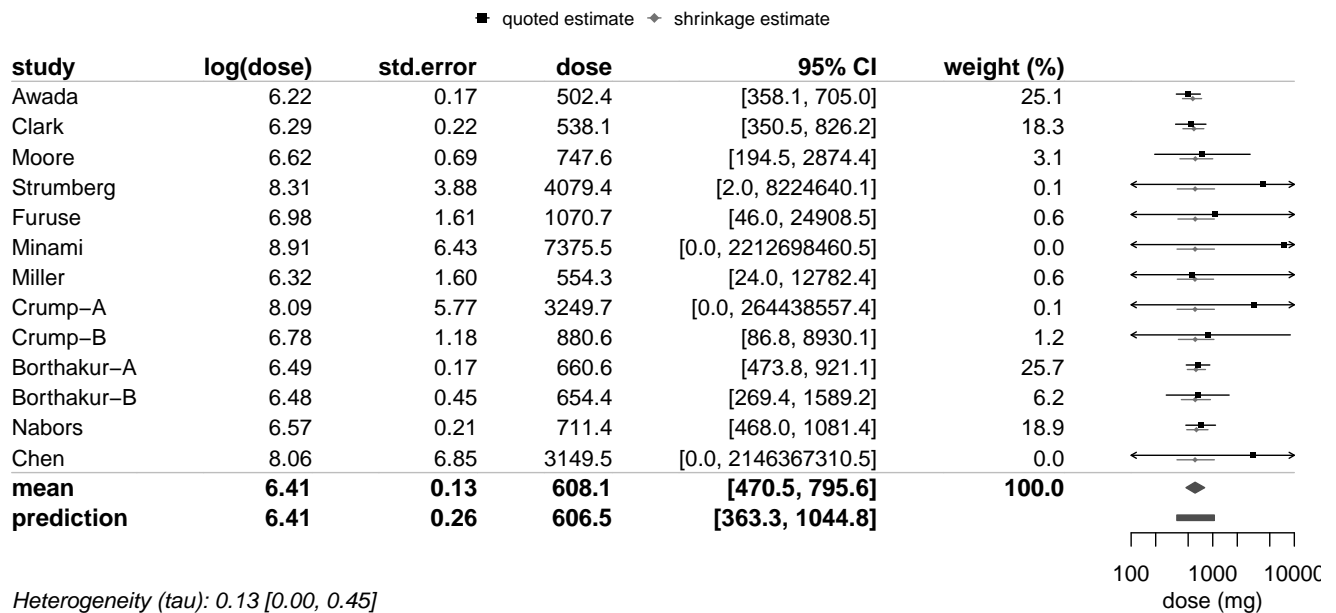 quoted estimate shrinkage estimate
study log(dose) std.error dose 95% CI weight (%)
Awada 6.22 0.17 502.4 [358.1, 705.0] 25.1
Clark 6.29 0.22 538.1 [350.5, 826.2] 18.3
Moore 6.62 0.69 747.6 [194.5, 2874.4] 3.1
Strumberg 8.31 3.88 4079.4 [2.0, 8224640.1] 0.1
Furuse 6.98 1.61 1070.7 [46.0, 24908.5] 0.6
Minami 8.91 6.43 7375.5 [0.0, 2212698460.5] 0.0
Miller 6.32 1.60 554.3 [24.0, 12782.4] 0.6
Crump−A 8.09 5.77 3249.7 [0.0, 264438557.4] 0.1
Crump−B 6.78 1.18 880.6 [86.8, 8930.1] 1.2
Borthakur−A 6.49 0.17 660.6 [473.8, 921.1] 25.7
Borthakur−B 6.48 0.45 654.4 [269.4, 1589.2] 6.2
Nabors 6.57 0.21 711.4 [468.0, 1081.4] 18.9
Chen 8.06 6.85 3149.5 [0.0, 2146367310.5] 0.0
mean 6.41 0.13 608.1 [470.5, 795.6] 100.0
prediction 6.41 0.26 606.5 [363.3, 1044.8]
100 1000 10000
Heterogeneity (tau): 0.13 [0.00, 0.45] dose (mg)